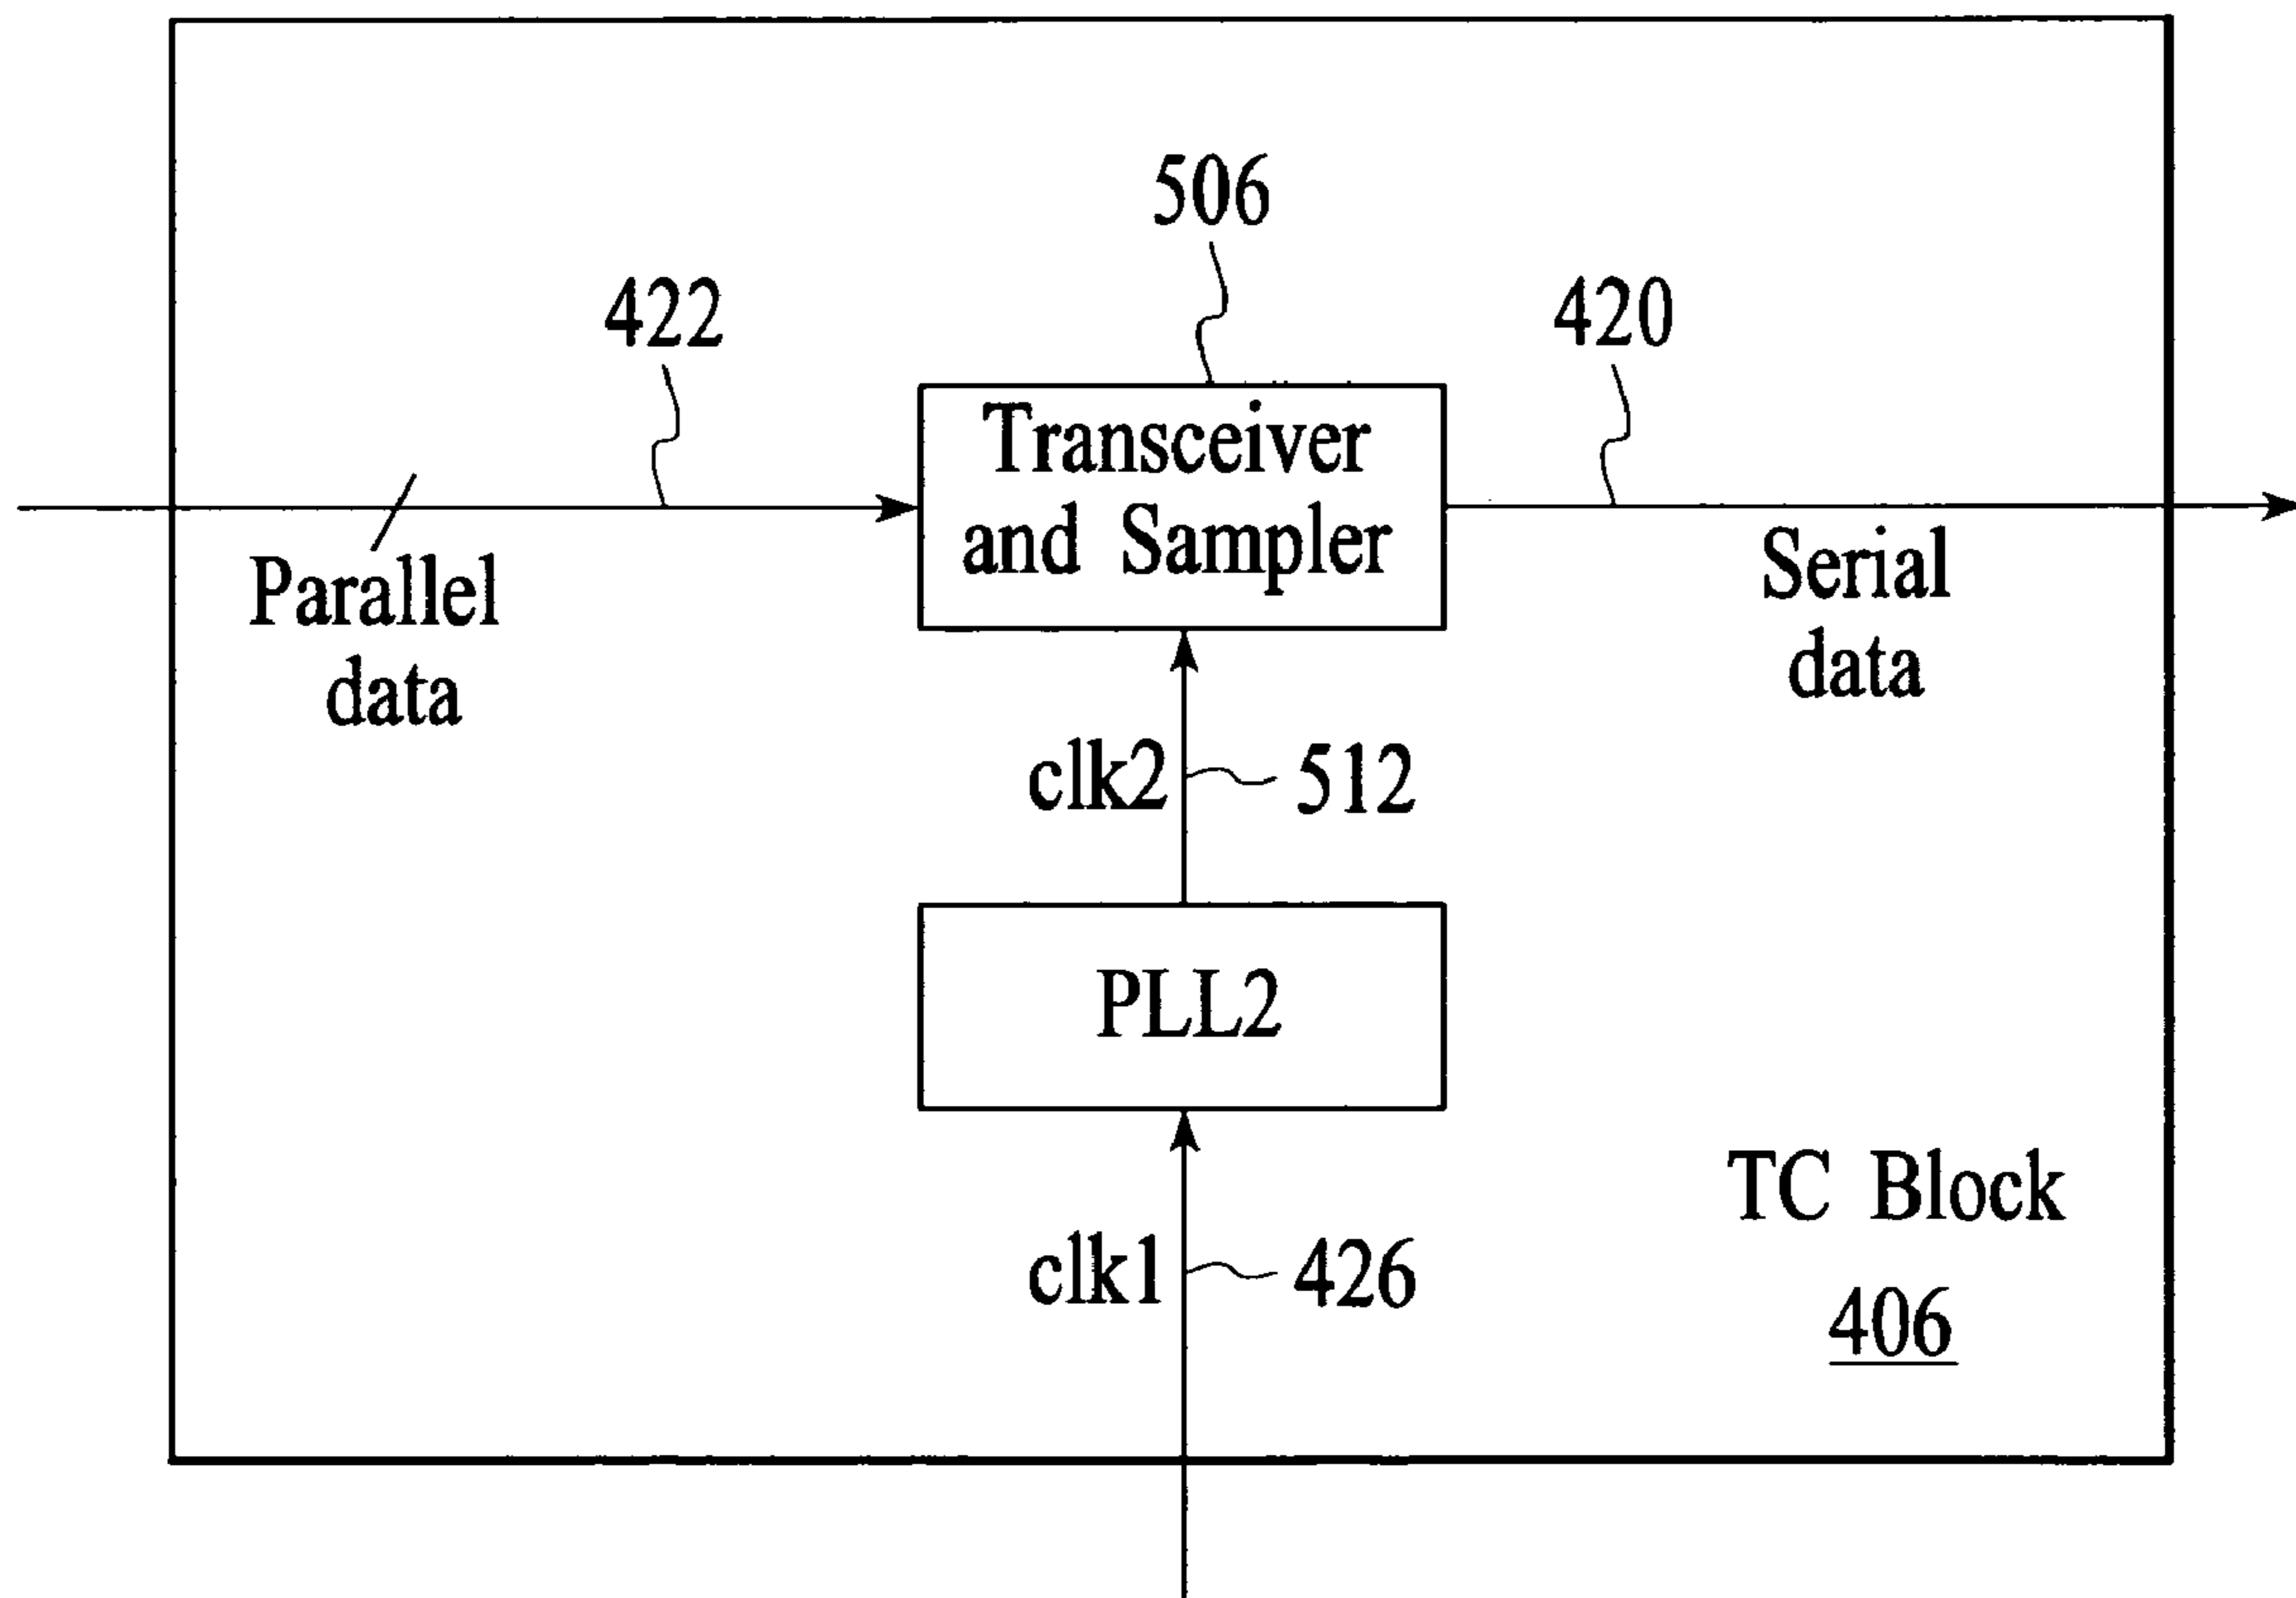 506
422
420
Transceiver
and Sampler
Parallel
data
Serial
data
clk2
512
PLL2
TC Block
406
clk1
426